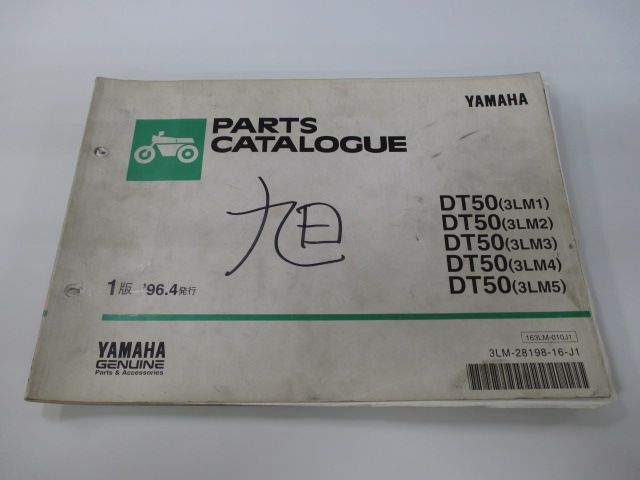 YAMAHA
PARTS
CATALOGUE
DT50(3LM1)
DT50(3LM2)
DT50(3LM3)
DT50(3LM4)
DT50(3LM5)
旭
1版 '96.4発行
163LM-010J1
3LM-28198-16-J1
YAMAHA
GENUINE
Parts & Accessories